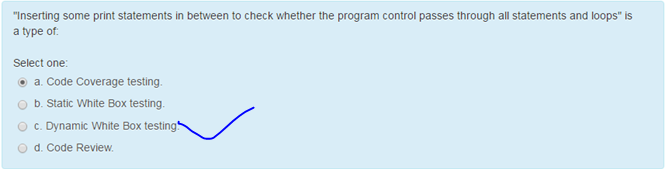 "Inserting some print statements in between to check whether the program control passes through all statements and loops" is
a type of:
Select one:
a. Code Coverage testing.
b. Static White Box testing.
c. Dynamic White Box testing.
d. Code Review.